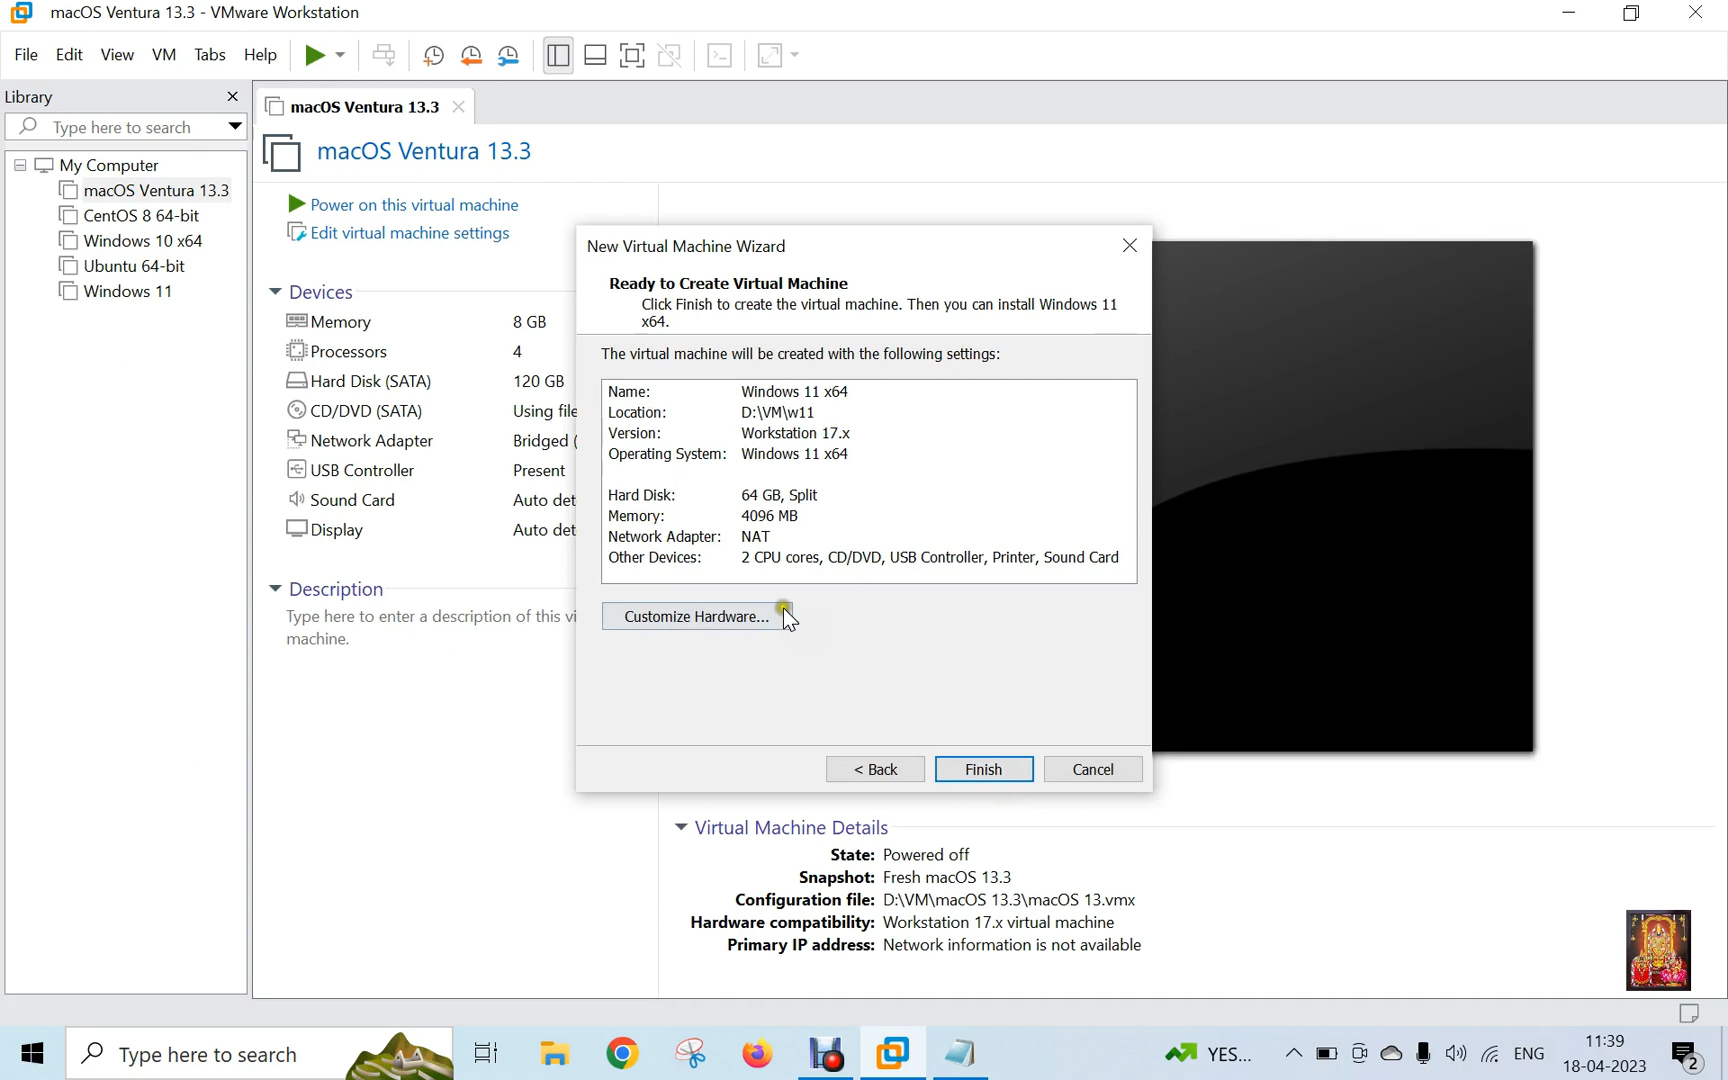 macOS Ventura 13.3 - VMware Workstation
File Edit View VM Tabs Help
Library
Type here to search
My Computer
macOS Ventura 13.3
CentOS 8 64-bit
Windows 10 x64
Ubuntu 64-bit
Windows 11
macOS Ventura 13.3
macOS Ventura 13.3
Power on this virtual machine
Edit virtual machine settings
Devices
Memory 8 GB
Processors 4
Hard Disk (SATA) 120 GB
CD/DVD (SATA) Using file
Network Adapter Bridged (
USB Controller Present
Sound Card Auto det
Display Auto det
Description
Type here to enter a description of this vi
machine.
New Virtual Machine Wizard
Ready to Create Virtual Machine
Click Finish to create the virtual machine. Then you can install Windows 11
x64.
The virtual machine will be created with the following settings:
Name: Windows 11 x64
Location: D:\VM\w11
Version: Workstation 17.x
Operating System: Windows 11 x64
Hard Disk: 64 GB, Split
Memory: 4096 MB
Network Adapter: NAT
Other Devices: 2 CPU cores, CD/DVD, USB Controller, Printer, Sound Card
Customize Hardware...
< Back Finish Cancel
Virtual Machine Details
State: Powered off
Snapshot: Fresh macOS 13.3
Configuration file: D:\VM\macOS 13.3\macOS 13.vmx
Hardware compatibility: Workstation 17.x virtual machine
Primary IP address: Network information is not available
Type here to search
YES...
ENG
11:39
18-04-2023
2